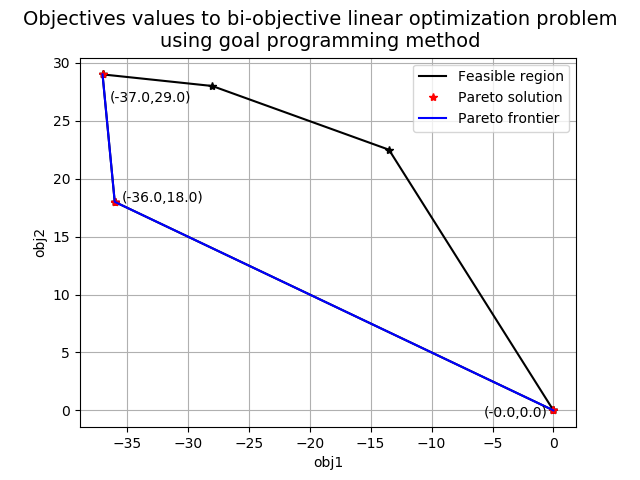 Objectives values to bi-objective linear optimization problem
using goal programming method
30
25
20
15
10
5
0
obj2
Feasible region
Pareto solution
Pareto frontier
(-37.0,29.0)
(-36.0,18.0)
(-0.0,0.0)
−35
−30
−25
−20
−15
−10
−5
0
obj1